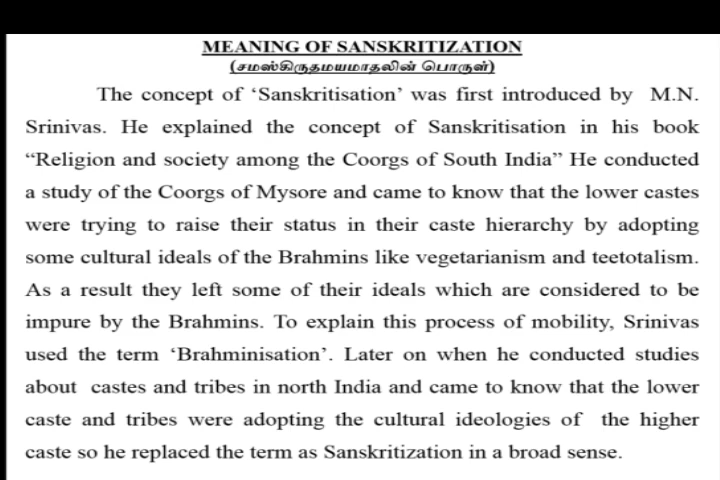 MEANING OF SANSKRITIZATION
(சமஸ்கிருதமயமாதலின் பொருள்)
The concept of ‘Sanskritisation’ was first introduced by M.N.
Srinivas. He explained the concept of Sanskritisation in his book
“Religion and society among the Coorgs of South India” He conducted
a study of the Coorgs of Mysore and came to know that the lower castes
were trying to raise their status in their caste hierarchy by adopting
some cultural ideals of the Brahmins like vegetarianism and teetotalism.
As a result they left some of their ideals which are considered to be
impure by the Brahmins. To explain this process of mobility, Srinivas
used the term ‘Brahminisation’. Later on when he conducted studies
about castes and tribes in north India and came to know that the lower
caste and tribes were adopting the cultural ideologies of the higher
caste so he replaced the term as Sanskritization in a broad sense.